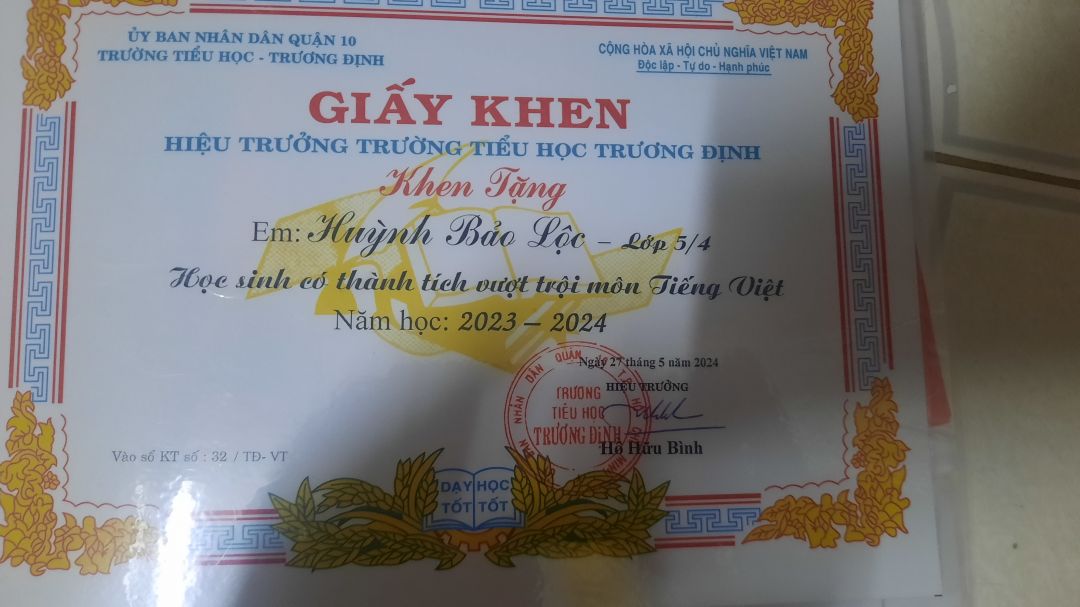 ỦY BAN NHÂN DÂN QUẬN 10
TRƯỜNG TIỂU HỌC - TRƯƠNG ĐỊNH
CỘNG HÒA XÃ HỘI CHỦ NGHĨA VIỆT NAM
Độc lập - Tự do - Hạnh phúc
GIẤY KHEN
HIỆU TRƯỞNG TRƯỜNG TIỂU HỌC TRƯƠNG ĐỊNH
Khen Tặng
Em: Huỳnh Bảo Lộc – Lớp 5/4
Học sinh có thành tích vượt trội môn Tiếng Việt
Năm học: 2023 – 2024
Ngày 27 tháng 5 năm 2024
HIỆU TRƯỞNG
NHÂN DÂN QUẬN
TRƯỜNG
TIỂU HỌC
TRƯƠNG ĐỊNH
Hồ Hữu Bình
Vào sổ KT số : 32 / TĐ- VT
DẠY HỌC
TỐT TỐT